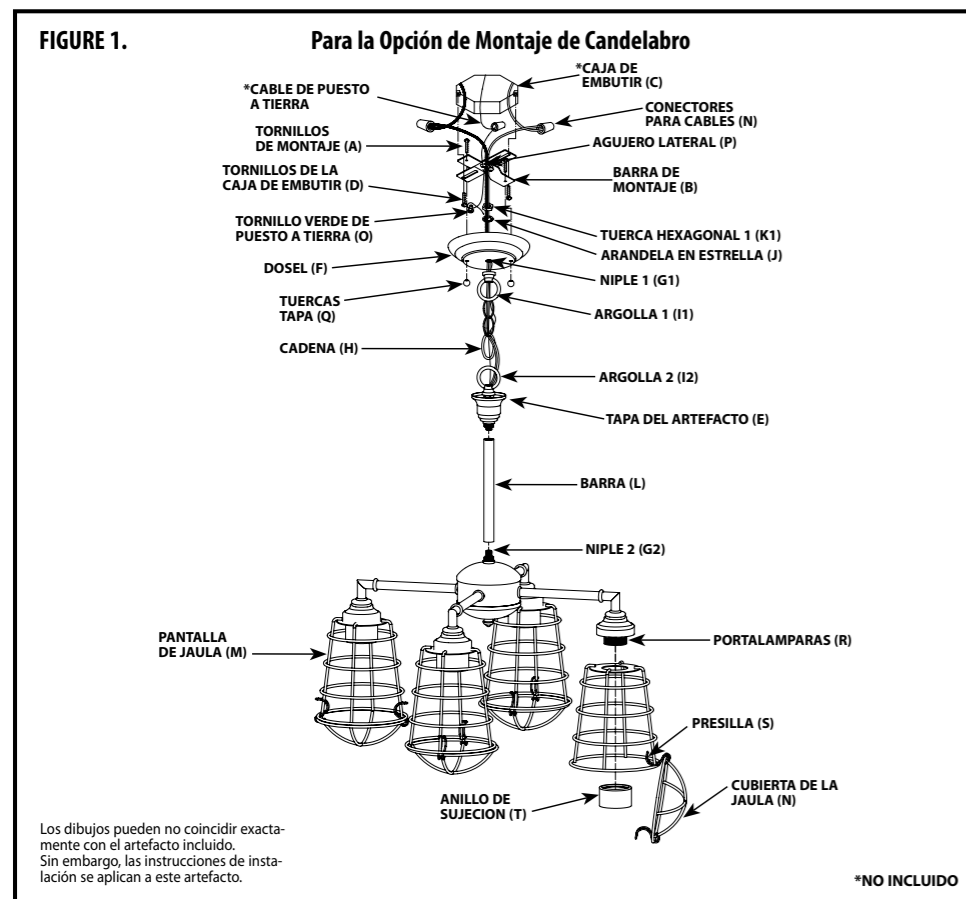 FIGURE 1.
Para la Opción de Montaje de Candelabro
*CAJA DE
EMBUTIR (C)
*CABLE DE PUESTO
A TIERRA
CONECTORES
PARA CABLES (N)
TORNILLOS
DE MONTAJE (A)
AGUJERO LATERAL (P)
TORNILLOS DE LA
CAJA DE EMBUTIR (D)
BARRA DE
MONTAJE (B)
TORNILLO VERDE DE
PUESTO A TIERRA (O)
TUERCA HEXAGONAL 1 (K1)
ARANDELA EN ESTRELLA (J)
DOSEL (F)
NIPLE 1 (G1)
TUERCAS
TAPA (Q)
ARGOLLA 1 (I1)
CADENA (H)
ARGOLLA 2 (I2)
TAPA DEL ARTEFACTO (E)
BARRA (L)
NIPLE 2 (G2)
PANTALLA
DE JAULA (M)
PORTALAMPARAS (R)
PRESILLA (S)
CUBIERTA DE LA
JAULA (N)
ANILLO DE
SUJECION (T)
Los dibujos pueden no coincidir exacta-
mente con el artefacto incluido.
Sin embargo, las instrucciones de insta-
lación se aplican a este artefacto.
*NO INCLUIDO